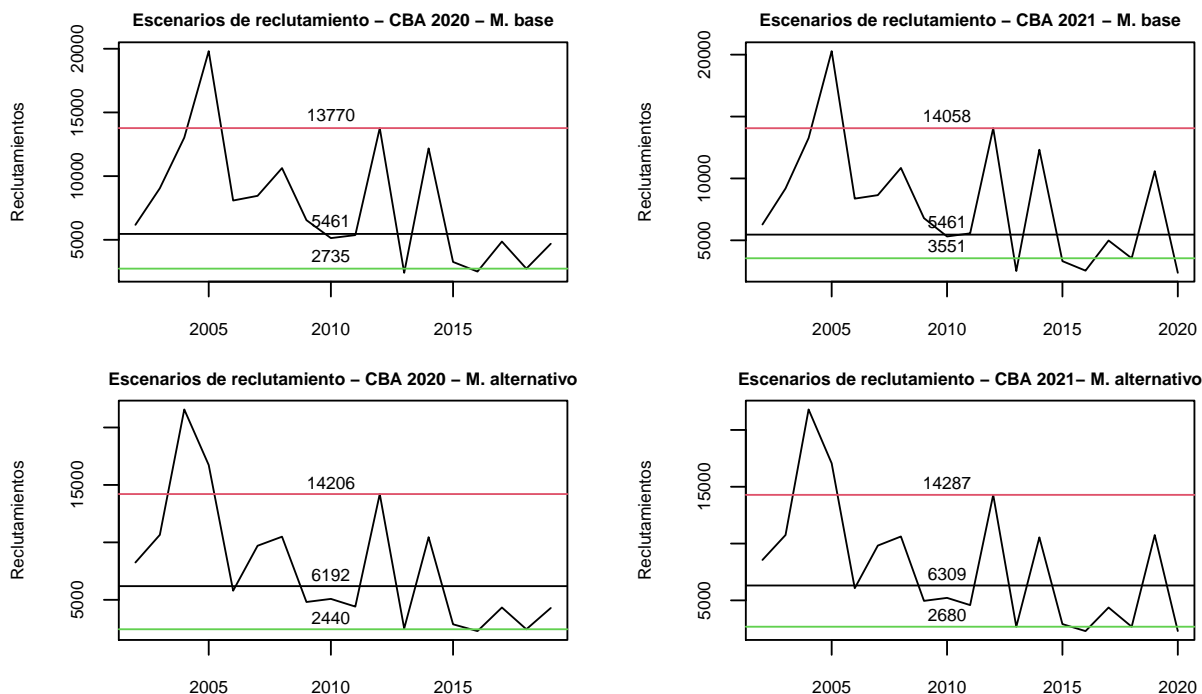 Escenarios de reclutamiento – CBA 2020 – M. base
Reclutamientos
20000
15000
10000
5000
13770
5461
2735
2005 2010 2015
Escenarios de reclutamiento – CBA 2021 – M. base
Reclutamientos
20000
10000
5000
14058
5461
3551
2005 2010 2015 2020
Escenarios de reclutamiento – CBA 2020 – M. alternativo
Reclutamientos
15000
5000
14206
6192
2440
2005 2010 2015
Escenarios de reclutamiento – CBA 2021– M. alternativo
Reclutamientos
15000
5000
14287
6309
2680
2005 2010 2015 2020